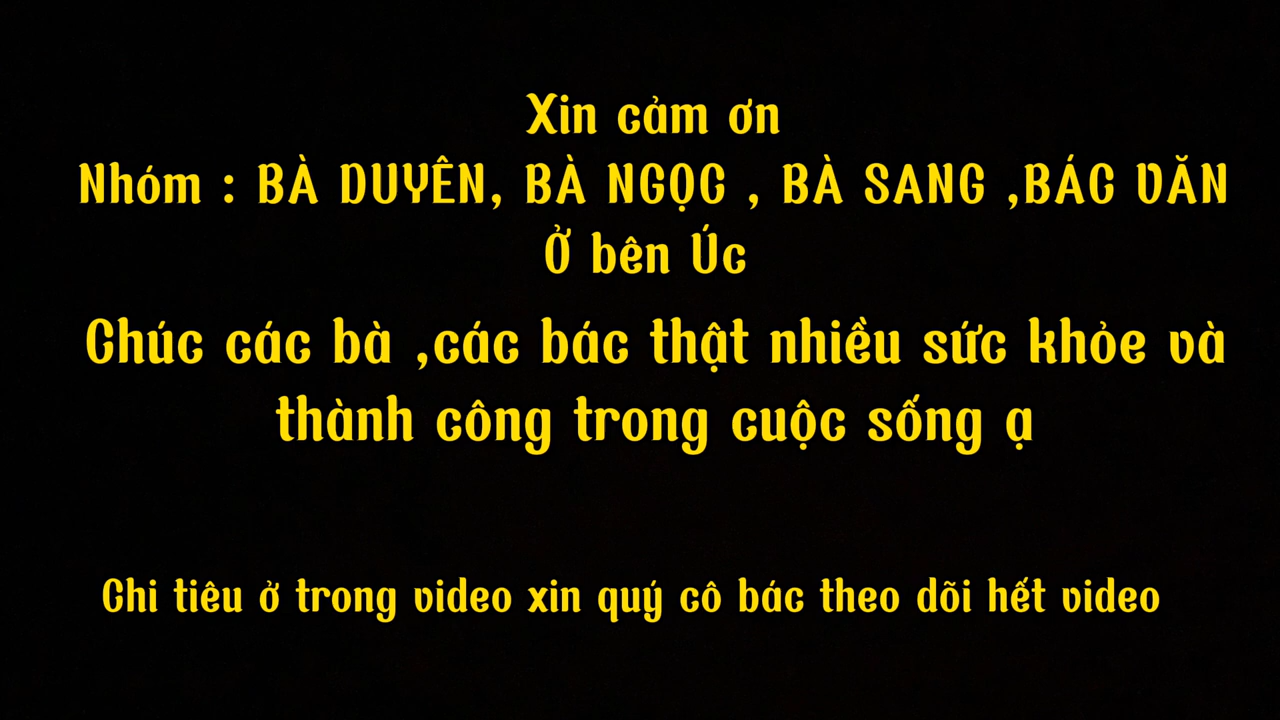 Xin cảm ơn
Nhóm : BÀ DUYÊN, BÀ NGỌC , BÀ SANG ,BÁC VĂN
Ở bên Úc
Chúc các bà ,các bác thật nhiều sức khỏe và
thành công trong cuộc sống ạ
Chi tiêu ở trong video xin quý cô bác theo dõi hết video